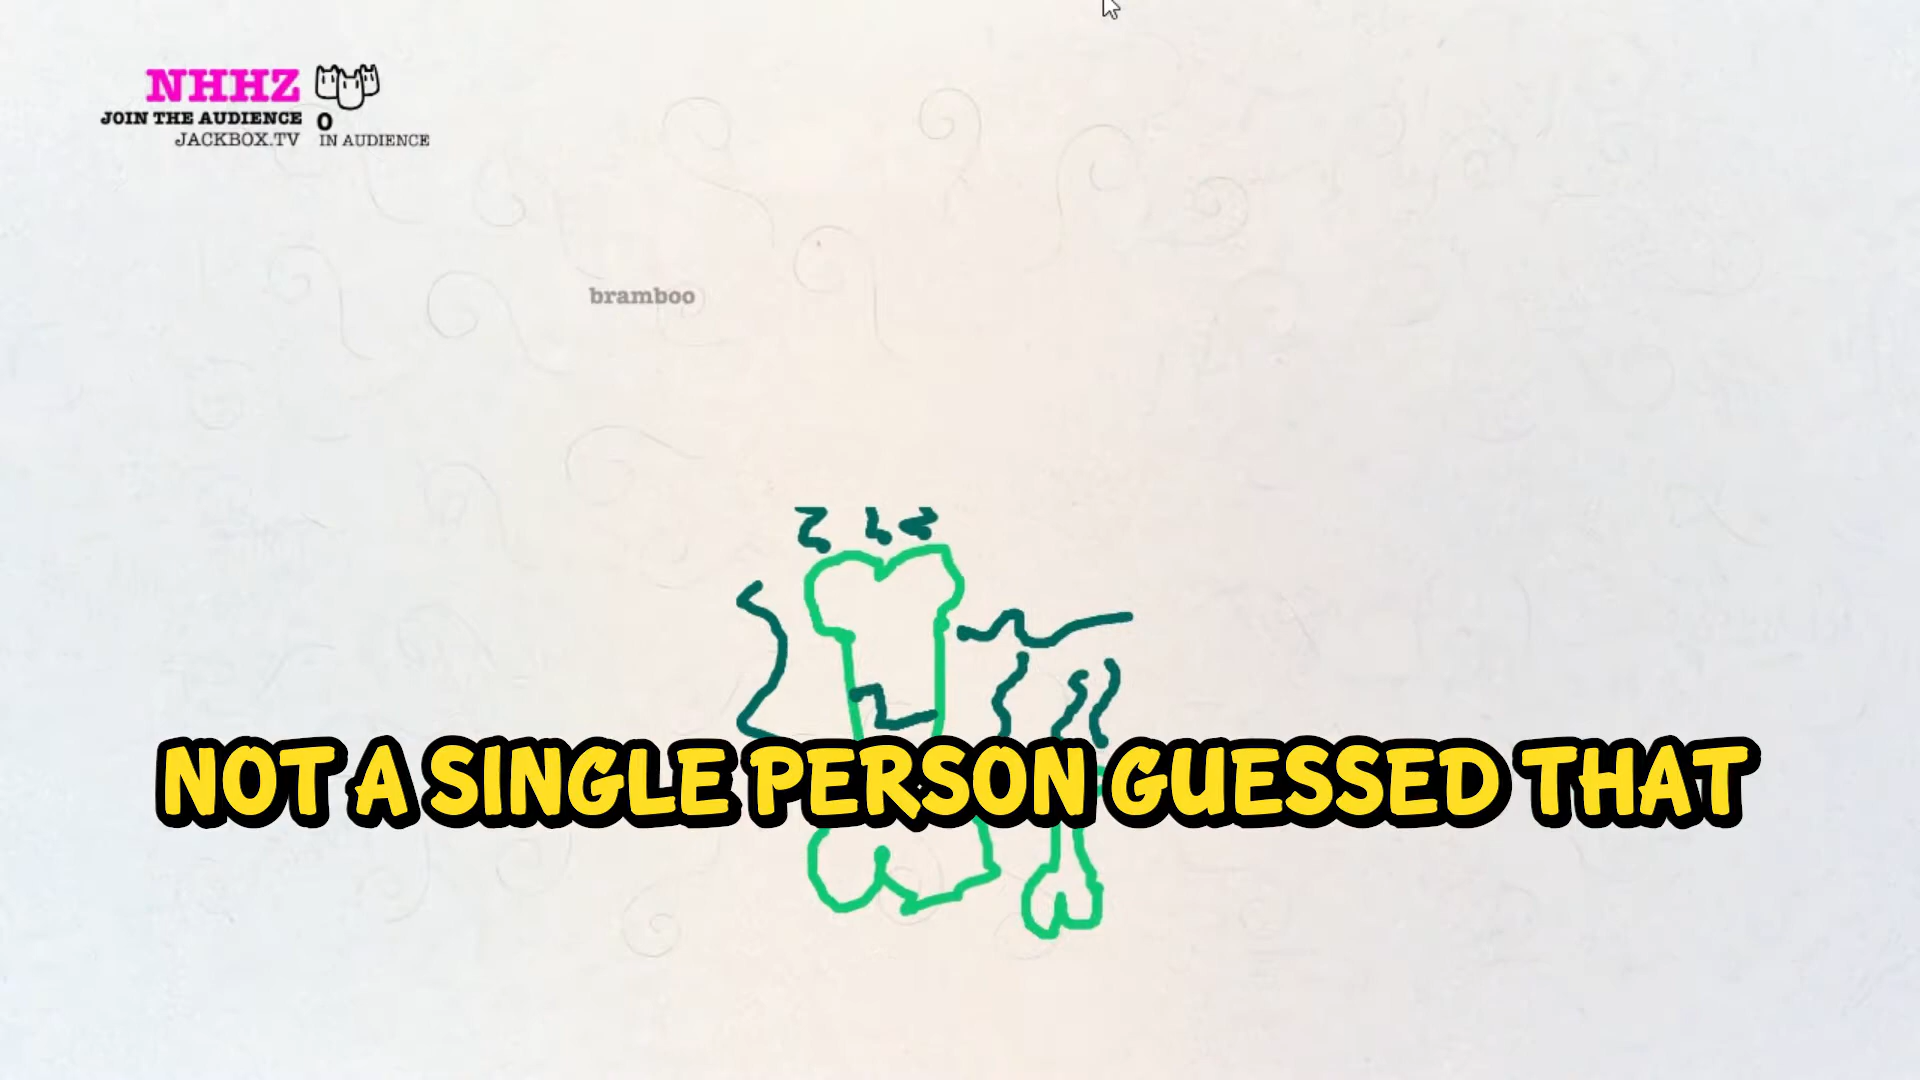 NHHZ
JOIN THE AUDIENCE
JACKBOX.TV
0
IN AUDIENCE
bramboo
NOT A SINGLE PERSON GUESSED THAT